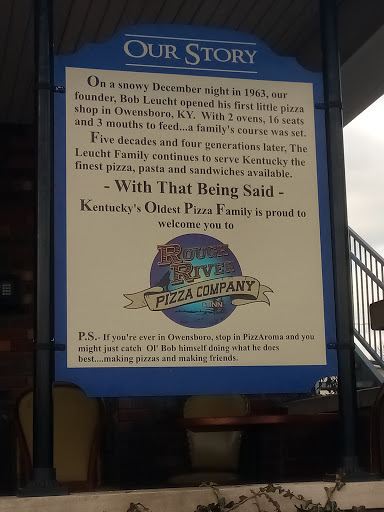 OUR STORY
On a snowy December night in 1963, our
founder, Bob Leucht opened his first little pizza
shop in Owensboro, KY. With 2 ovens, 16 seats
and 3 mouths to feed...a family's course was set.
Five decades and four generations later, The
Leucht Family continues to serve Kentucky the
finest pizza, pasta and sandwiches available.
- With That Being Said -
Kentucky's Oldest Pizza Family is proud to
welcome you to
ROUGH
RIVER
PIZZA COMPANY
P.S.- If you're ever in Owensboro, stop in PizzAroma and you
might just catch Ol' Bob himself doing what he does
best....making pizzas and making friends.